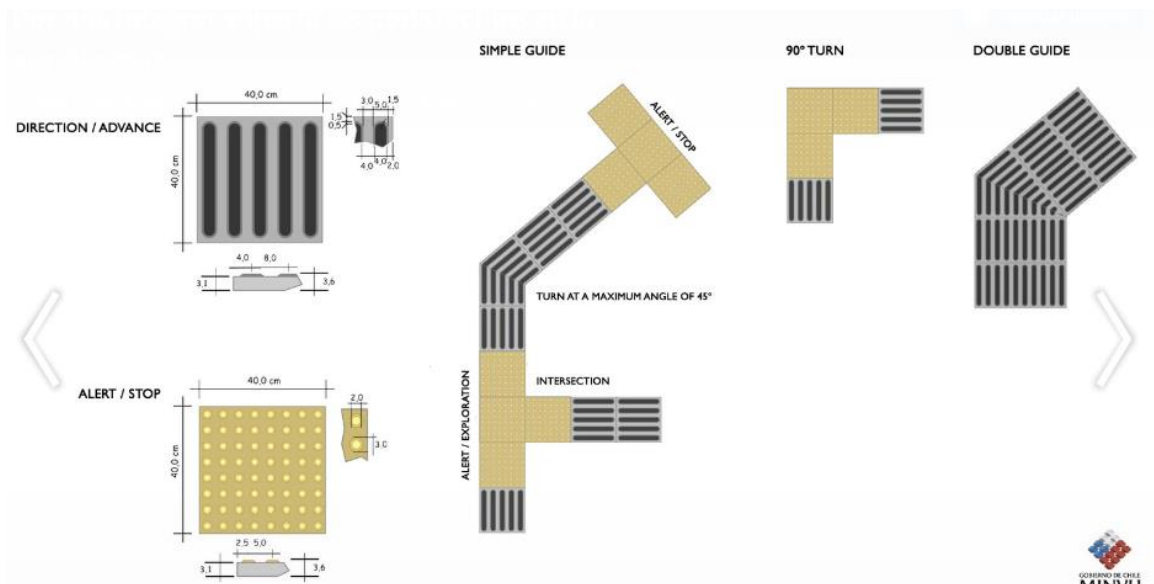 SIMPLE GUIDE
90° TURN
DOUBLE GUIDE
DIRECTION / ADVANCE
40,0 cm
40,0 cm
3,0
5,0
1,5
1,5
0,5
4,0
4,0
2,0
4,0
8,0
3,1
3,6
ALERT / STOP
TURN AT A MAXIMUM ANGLE OF 45°
ALERT / STOP
40,0 cm
40,0 cm
2,0
3,0
2,5 5,0
3,1
3,6
INTERSECTION
ALERT / EXPLORATION
GOBIERNO DE CHILE
MINVU